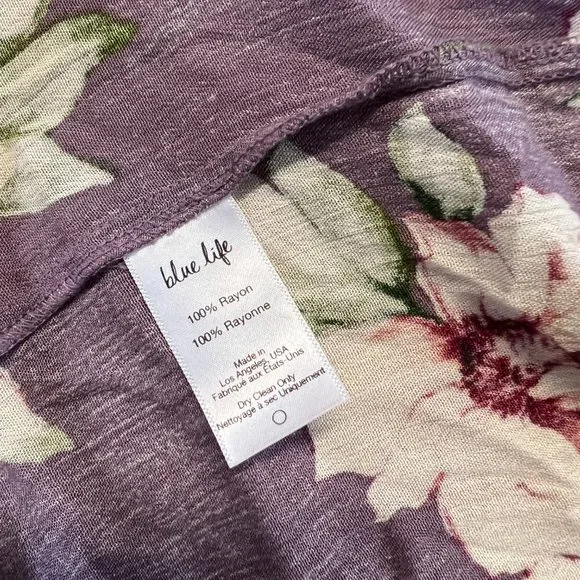 blue life
100% Rayon
100% Rayonne
Made in
Los Angeles, USA
Fabriqué aux États-Unis
Dry Clean Only
Nettoyage à sec Uniquement